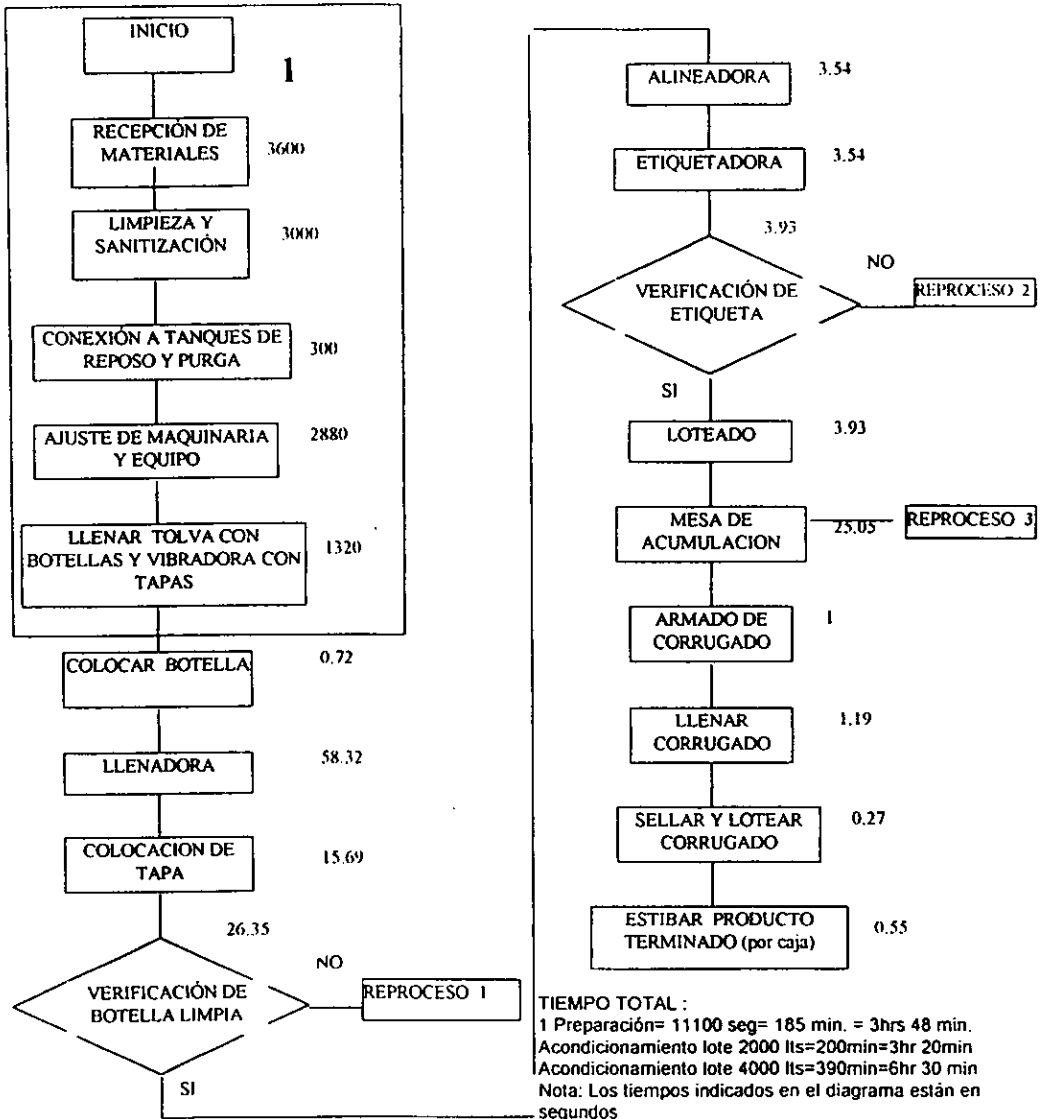 INICIO
1
RECEPCIÓN DE
MATERIALES
3600
LIMPIEZA Y
SANITIZACIÓN
3000
CONEXIÓN A TANQUES DE
REPOSO Y PURGA
300
AJUSTE DE MAQUINARIA
Y EQUIPO
2880
LLENAR TOLVA CON
BOTELLAS Y VIBRADORA CON
TAPAS
1320
COLOCAR BOTELLA
0.72
LLENADORA
58.32
COLOCACION DE
TAPA
15.69
26.35
VERIFICACIÓN DE
BOTELLA LIMPIA
NO
REPROCESO 1
SI
ALINEADORA
3.54
ETIQUETADORA
3.54
3.93
VERIFICACIÓN DE
ETIQUETA
NO
REPROCESO 2
SI
LOTEADO
3.93
MESA DE
ACUMULACION
25.05
REPROCESO 3
ARMADO DE
CORRUGADO
1
LLENAR
CORRUGADO
1.19
SELLAR Y LOTEAR
CORRUGADO
0.27
ESTIBAR PRODUCTO
TERMINADO (por caja)
0.55
TIEMPO TOTAL :
1 Preparación= 11100 seg= 185 min. = 3hrs 48 min.
Acondicionamiento lote 2000 lts=200min=3hr 20min
Acondicionamiento lote 4000 lts=390min=6hr 30 min
Nota: Los tiempos indicados en el diagrama están en
segundos